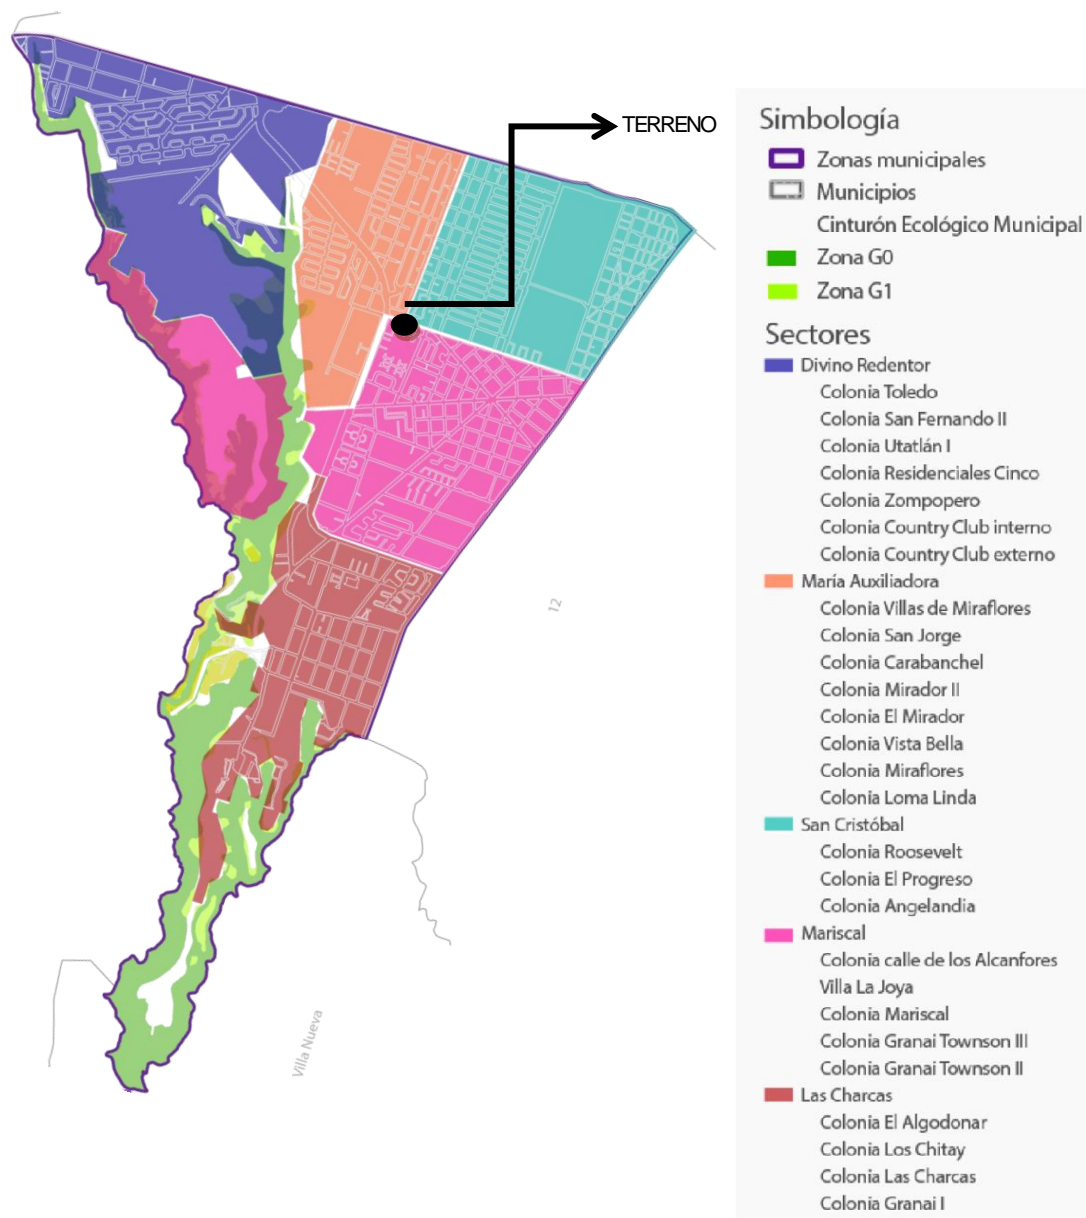 TERRENO
12
Villa Nueva
Simbología
Zonas municipales
Municipios
Cinturón Ecológico Municipal
Zona G0
Zona G1
Sectores
Divino Redentor
Colonia Toledo
Colonia San Fernando II
Colonia Utatlán I
Colonia Residenciales Cinco
Colonia Zompopero
Colonia Country Club interno
Colonia Country Club externo
María Auxiliadora
Colonia Villas de Miraflores
Colonia San Jorge
Colonia Carabanchel
Colonia Mirador II
Colonia El Mirador
Colonia Vista Bella
Colonia Miraflores
Colonia Loma Linda
San Cristóbal
Colonia Roosevelt
Colonia El Progreso
Colonia Angelandia
Mariscal
Colonia calle de los Alcanfores
Villa La Joya
Colonia Mariscal
Colonia Granai Townson III
Colonia Granai Townson II
Las Charcas
Colonia El Algodonar
Colonia Los Chitay
Colonia Las Charcas
Colonia Granai I